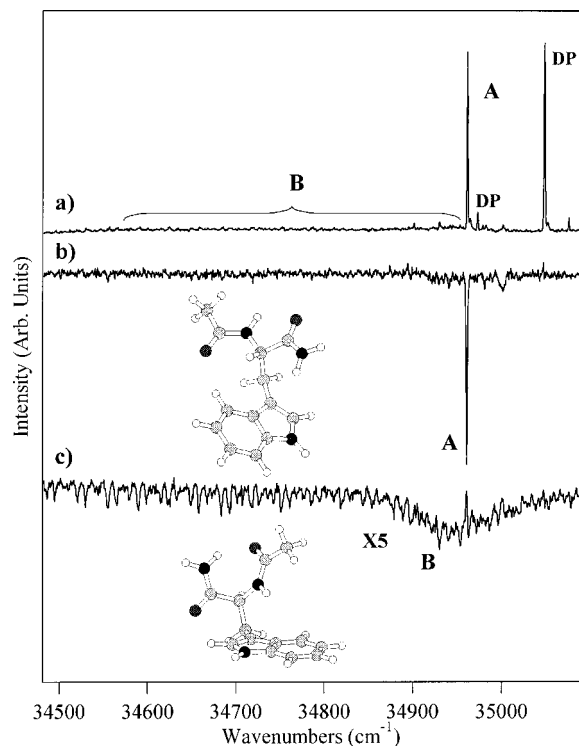 DP
A
B
DP
a)
b)
A
c)
X5
B
Intensity (Arb. Units)
34500 34600 34700 34800 34900 35000
Wavenumbers (cm-1)